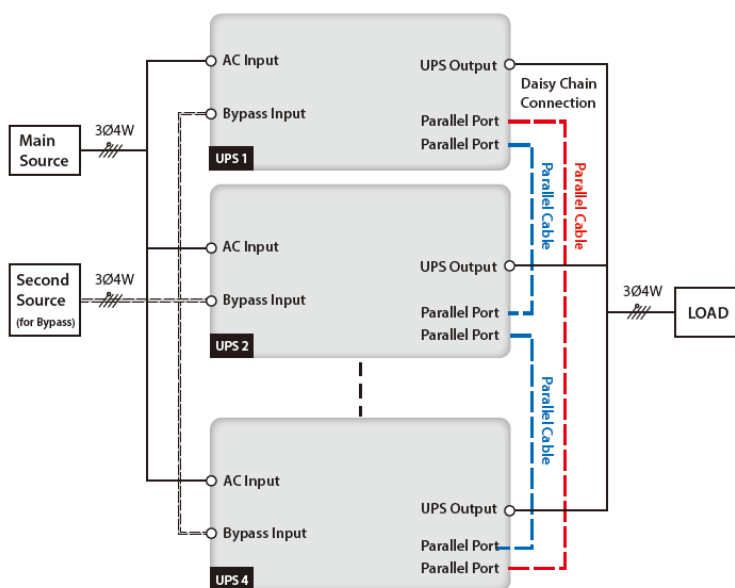 AC Input
UPS Output
Daisy Chain
Connection
Bypass Input
Parallel Port
Parallel Port
UPS 1
Main
Source
3Ø4W
Parallel Cable
Parallel Cable
AC Input
UPS Output
Second
Source
(for Bypass)
3Ø4W
Bypass Input
Parallel Port
Parallel Port
UPS 2
3Ø4W
LOAD
Parallel Cable
AC Input
UPS Output
Bypass Input
Parallel Port
Parallel Port
UPS 4